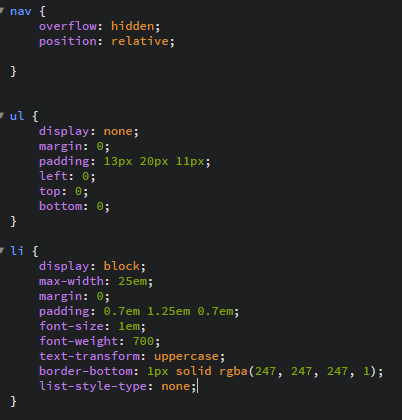 nav {
overflow: hidden;
position: relative;
}
ul {
display: none;
margin: 0;
padding: 13px 20px 11px;
left: 0;
top: 0;
bottom: 0;
}
li {
display: block;
max-width: 25em;
margin: 0;
padding: 0.7em 1.25em 0.7em;
font-size: 1em;
font-weight: 700;
text-transform: uppercase;
border-bottom: 1px solid rgba(247, 247, 247, 1);
list-style-type: none;
}